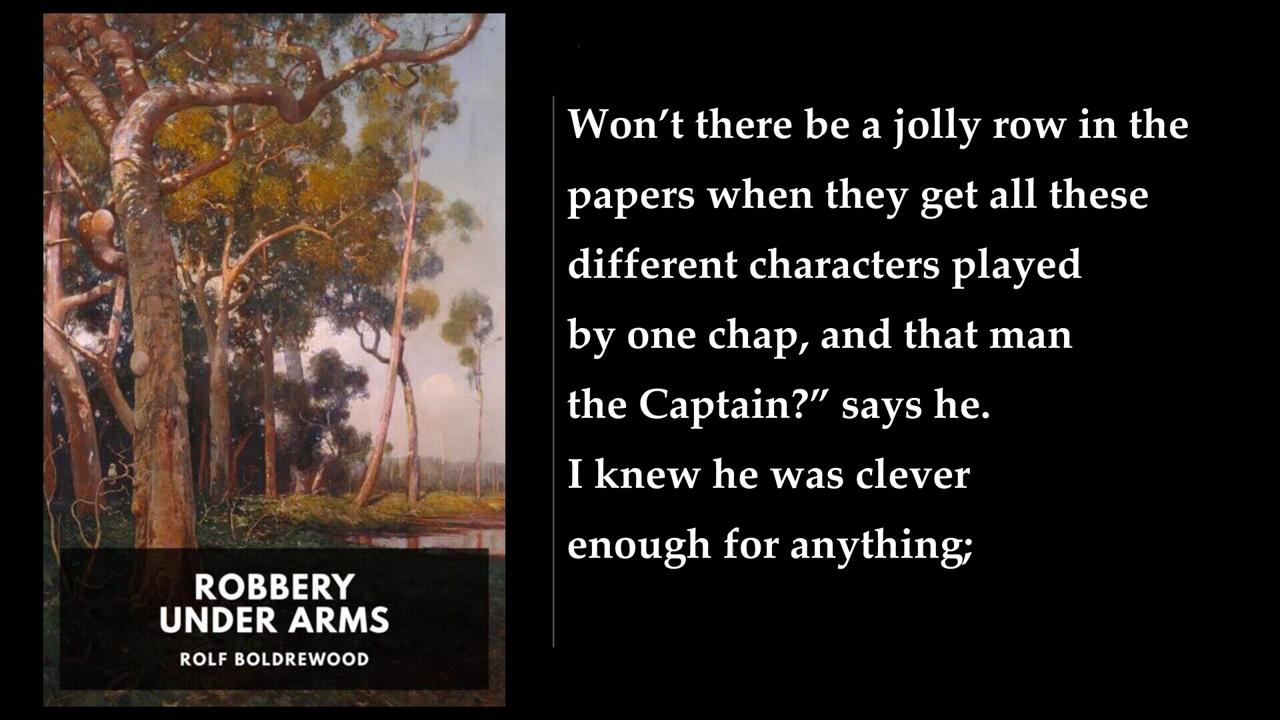 ROBBERY
UNDER ARMS
ROLF BOLDREWOOD
Won’t there be a jolly row in the
papers when they get all these
different characters played
by one chap, and that man
the Captain?” says he.
I knew he was clever
enough for anything;